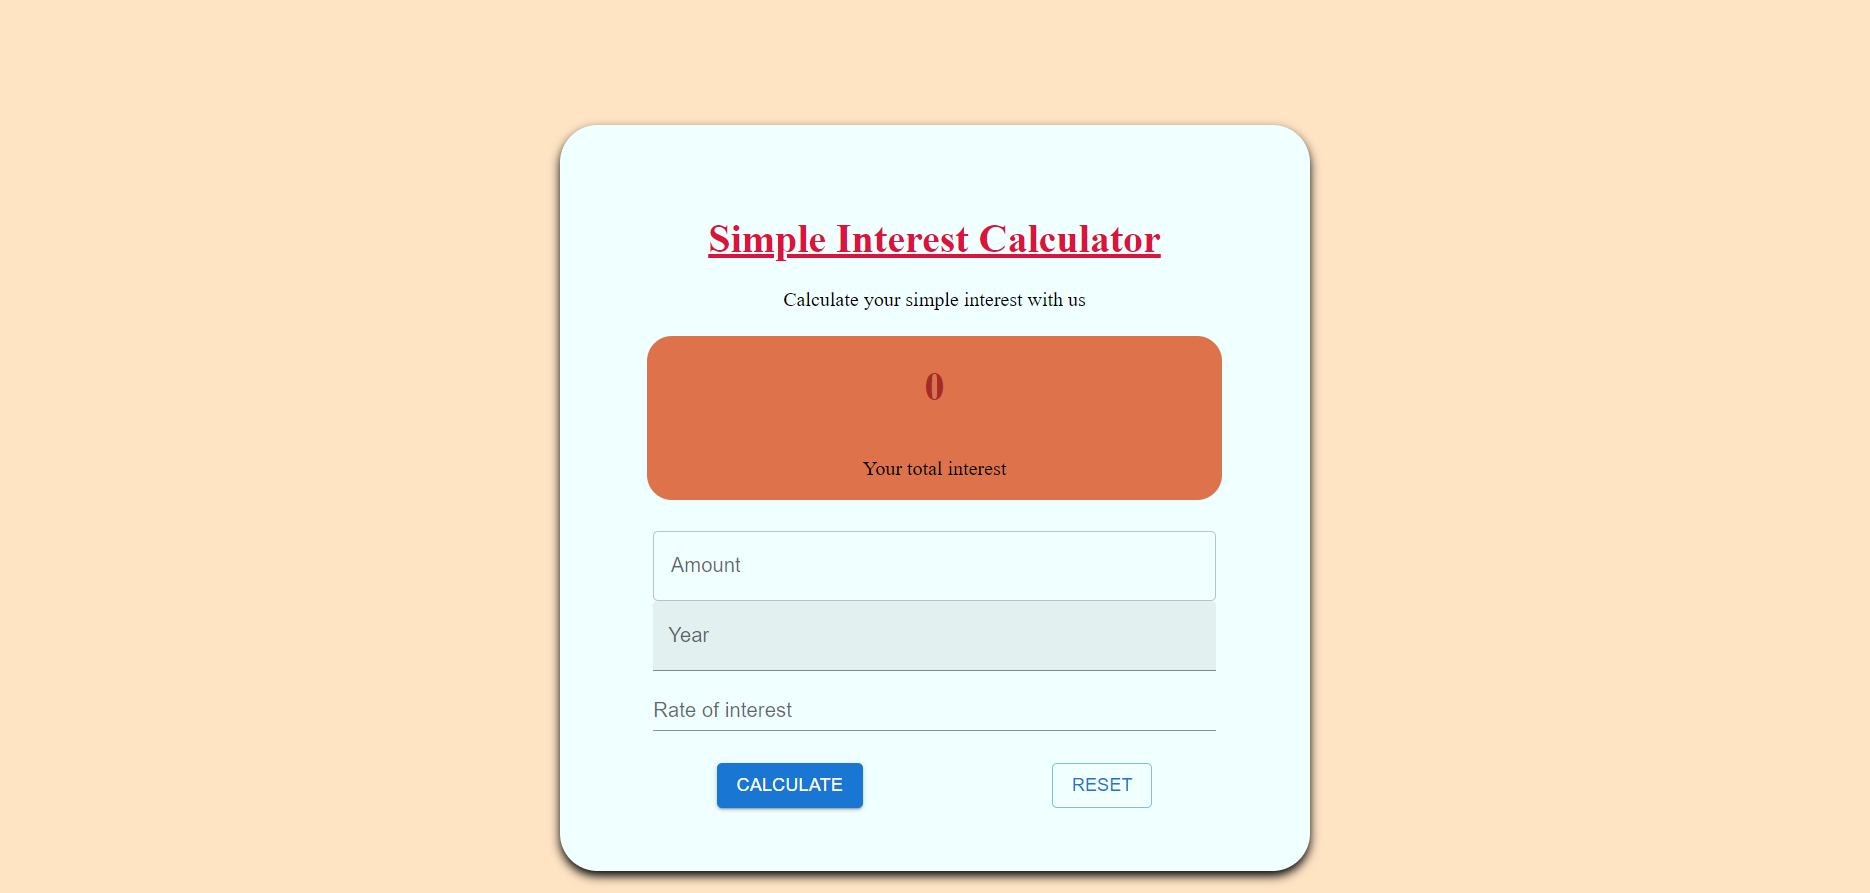 Simple Interest Calculator
Calculate your simple interest with us
0
Your total interest
Amount
Year
Rate of interest
CALCULATE
RESET